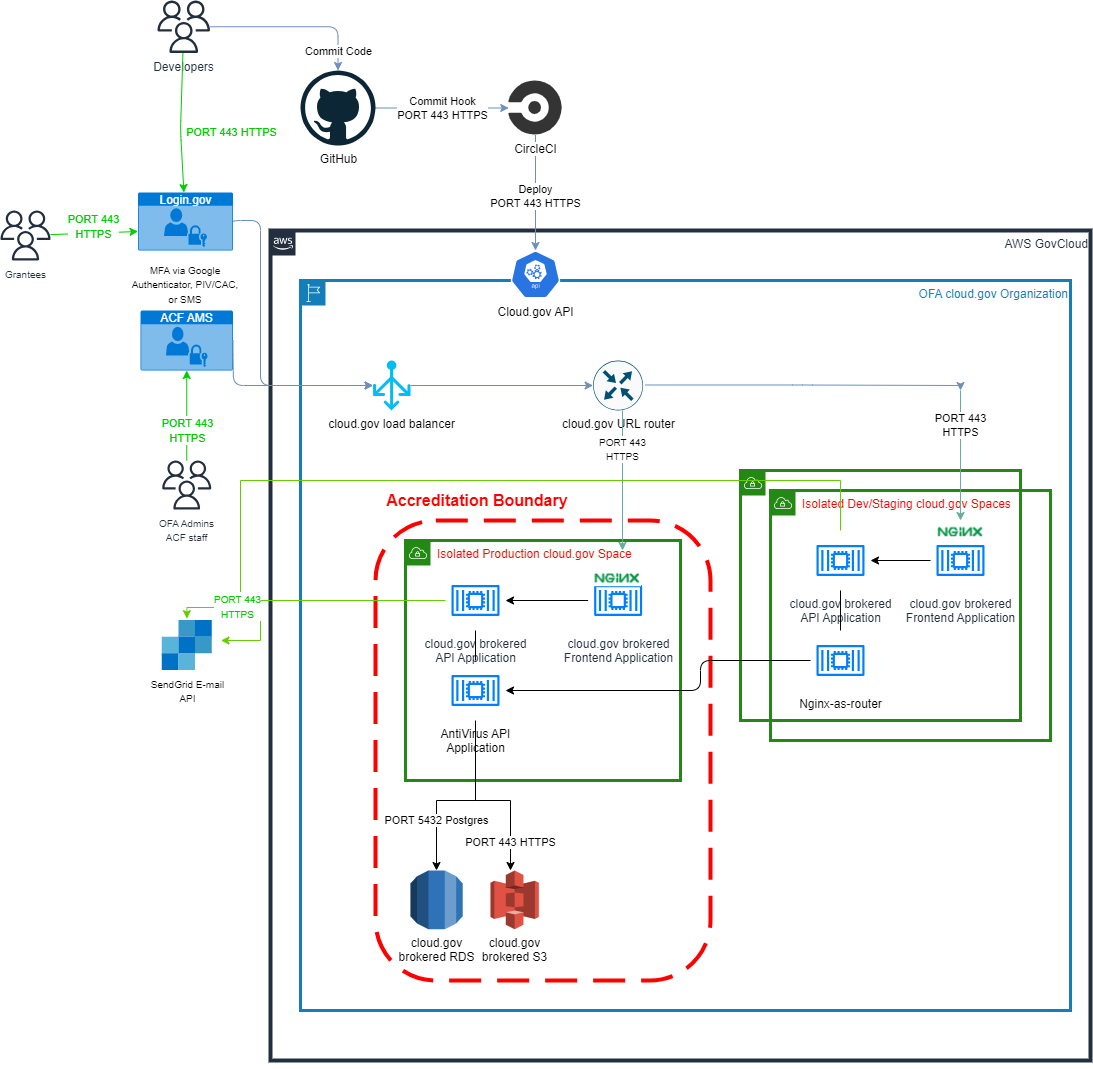 Developers
Commit Code
Commit Hook
PORT 443 HTTPS
GitHub
CircleCI
PORT 443 HTTPS
Deploy
PORT 443 HTTPS
Login.gov
PORT 443
HTTPS
Grantees
MFA via Google
Authenticator, PIV/CAC,
or SMS
aws
AWS GovCloud
api
Cloud.gov API
OFA cloud.gov Organization
ACF AMS
PORT 443
HTTPS
OFA Admins
ACF staff
cloud.gov load balancer
cloud.gov URL router
PORT 443
HTTPS
PORT 443
HTTPS
Accreditation Boundary
Isolated Dev/Staging cloud.gov Spaces
NGINX
cloud.gov brokered
API Application
cloud.gov brokered
Frontend Application
Nginx-as-router
Isolated Production cloud.gov Space
NGINX
cloud.gov brokered
API Application
cloud.gov brokered
Frontend Application
AntiVirus API
Application
PORT 443
HTTPS
SendGrid E-mail
API
PORT 5432 Postgres
PORT 443 HTTPS
cloud.gov
brokered RDS
cloud.gov
brokered S3